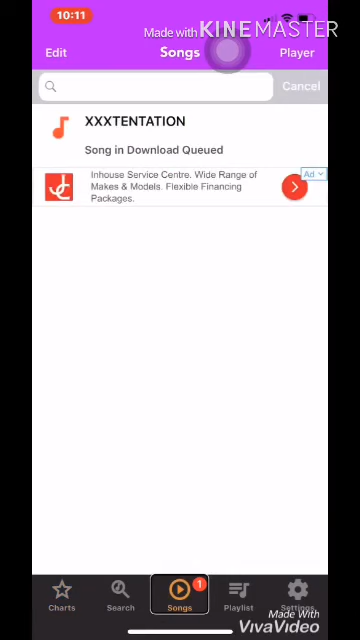 10:11
Made with KINEMASTER
Edit
Songs
Player
Cancel
XXXTENTATION
Song in Download Queued
Inhouse Service Centre. Wide Range of
Makes & Models. Flexible Financing
Packages.
Ad
JC
Charts
Search
Songs
1
Playlist
Settings
Made With
VivaVideo